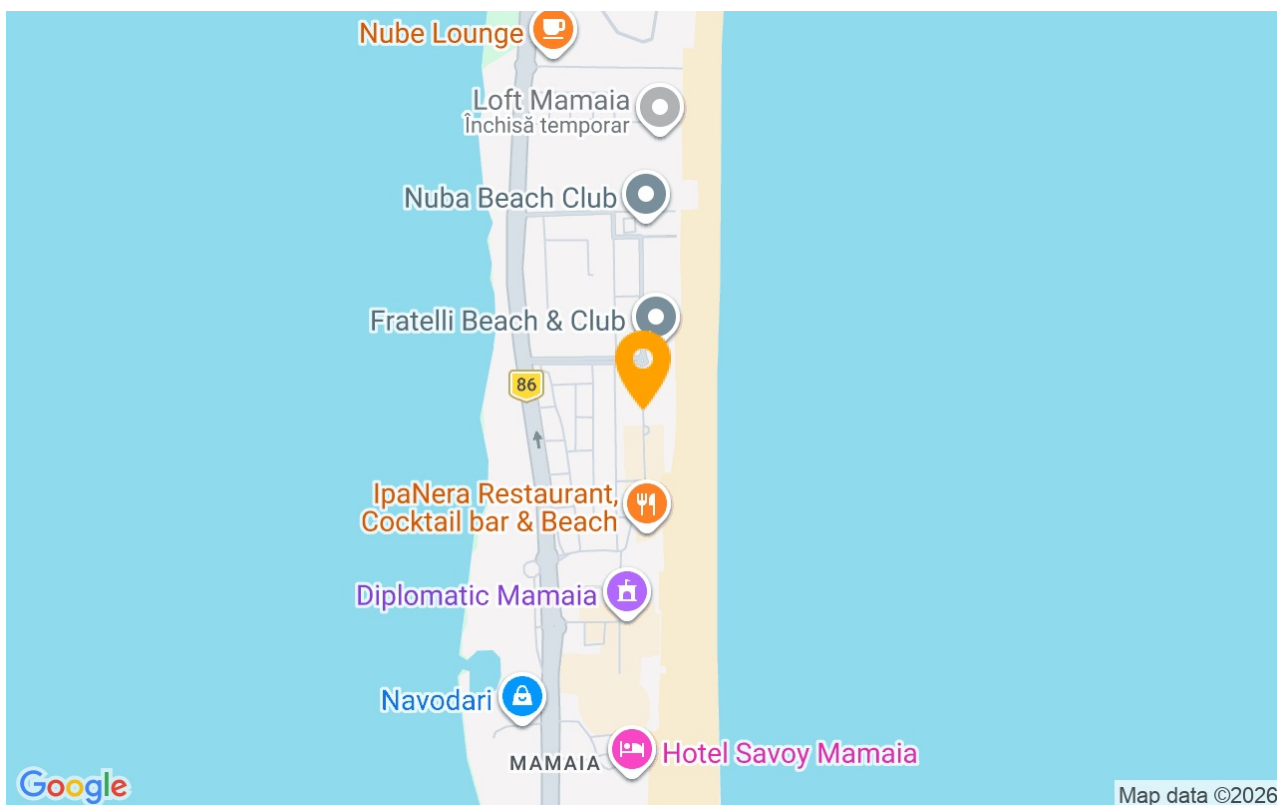 Nube Lounge
Loft Mamaia
Închisă temporar
Nuba Beach Club
Fratelli Beach & Club
86
IpaNera Restaurant,
Cocktail bar & Beach
Diplomatic Mamaia
Navodari
MAMAIA
Hotel Savoy Mamaia
Google
Map data ©2026